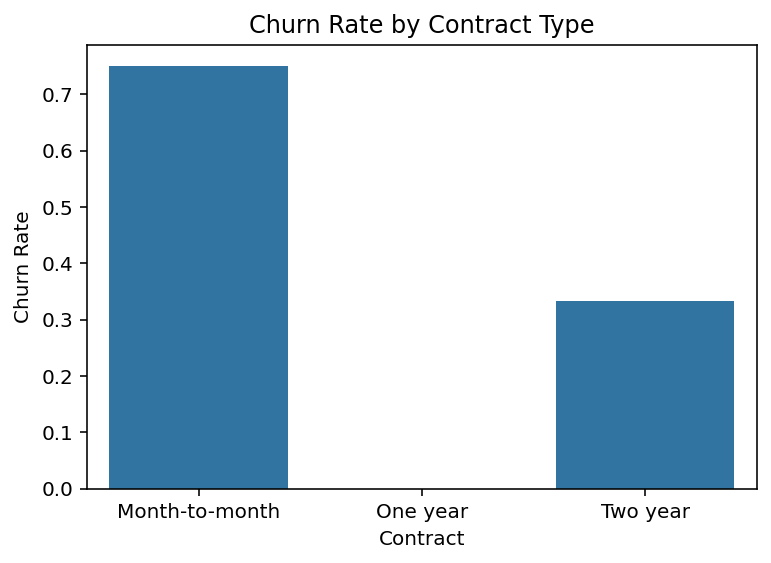 Churn Rate by Contract Type
Churn Rate
0.7
0.6
0.5
0.4
0.3
0.2
0.1
0.0
Month-to-month One year Two year
Contract